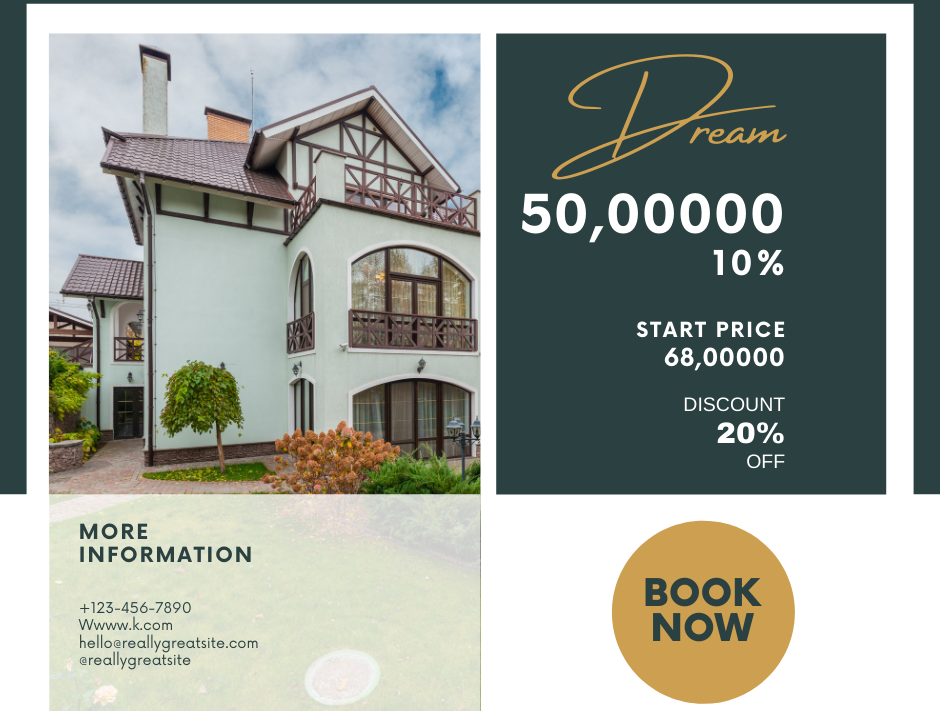 Dream
50,00000
10%
START PRICE
68,00000
DISCOUNT
20%
OFF
MORE
INFORMATION
+123-456-7890
Wwww.k.com
hello@reallygreatsite.com
@reallygreatsite
BOOK
NOW